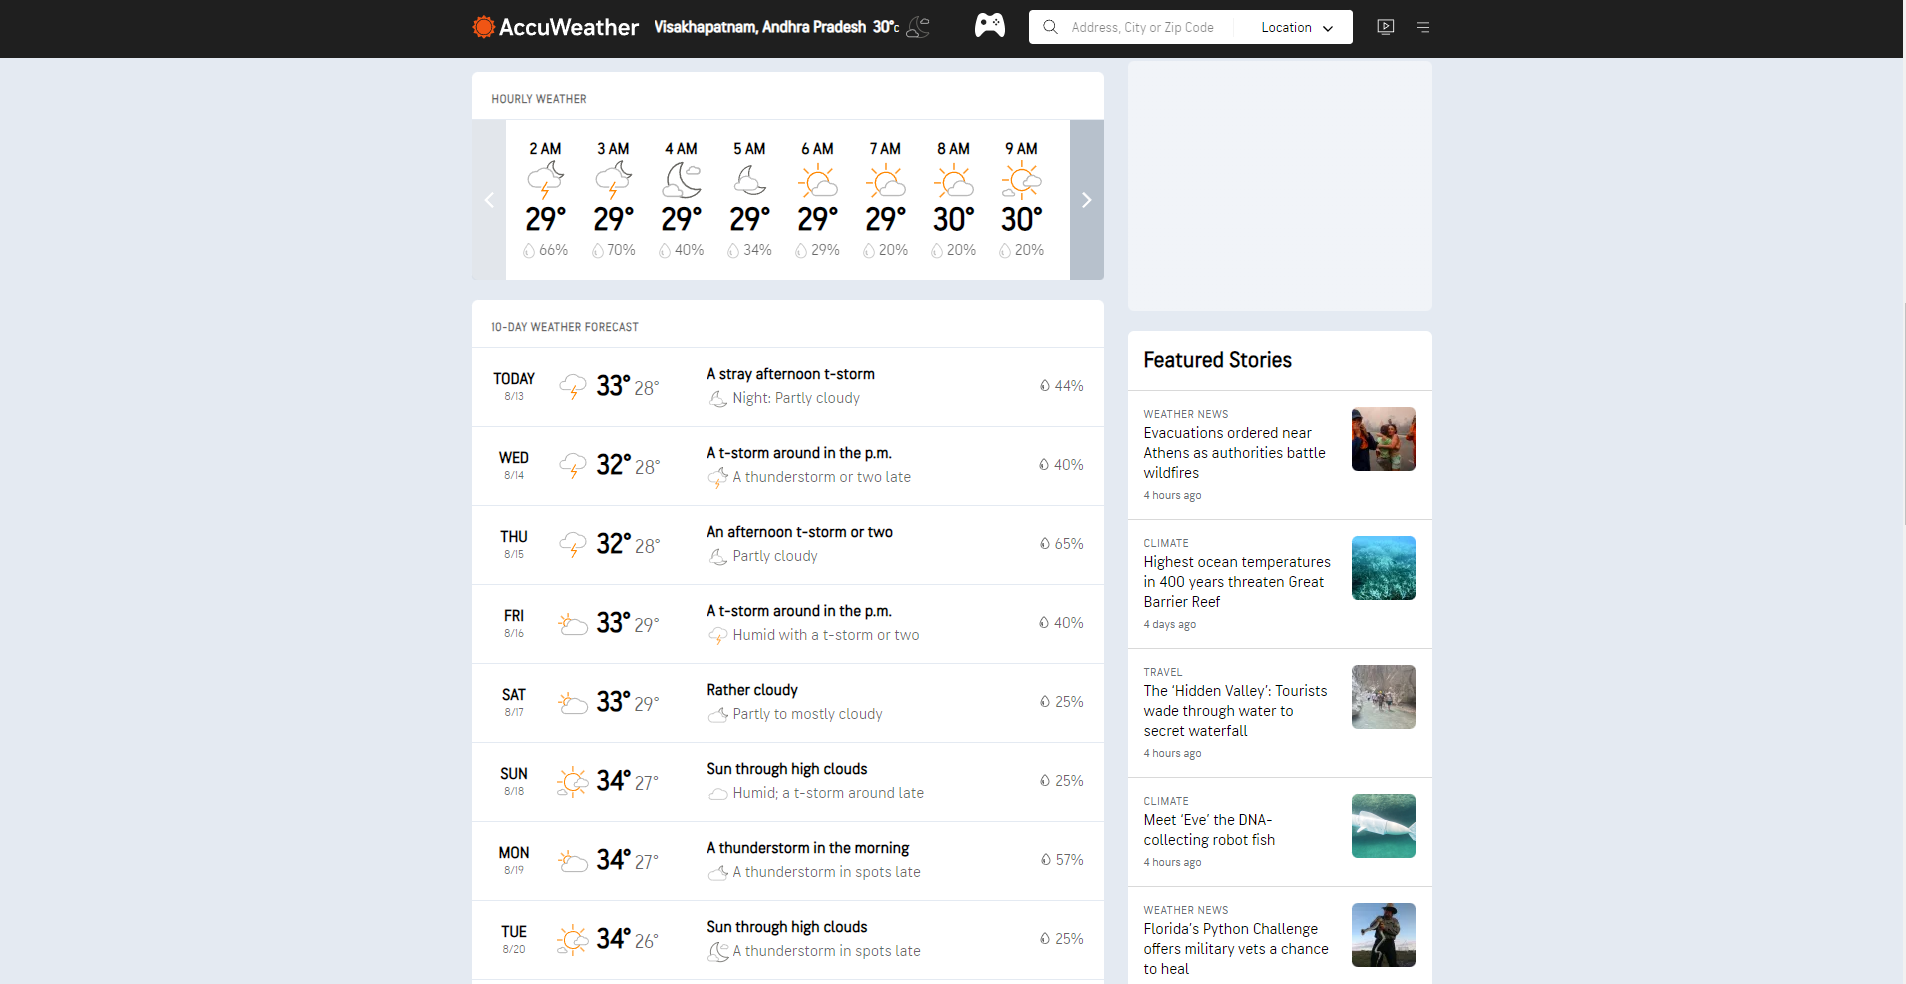 AccuWeather Visakhapatnam, Andhra Pradesh 30°C
Address, City or Zip Code Location
HOURLY WEATHER
2 AM 3 AM 4 AM 5 AM 6 AM 7 AM 8 AM 9 AM
29° 29° 29° 29° 29° 29° 30° 30°
66% 70% 40% 34% 29% 20% 20% 20%
10-DAY WEATHER FORECAST
TODAY 8/13 33° 28° A stray afternoon t-storm 44%
Night: Partly cloudy
WED 8/14 32° 28° A t-storm around in the p.m. 40%
A thunderstorm or two late
THU 8/15 32° 28° An afternoon t-storm or two 65%
Partly cloudy
FRI 8/16 33° 29° A t-storm around in the p.m. 40%
Humid with a t-storm or two
SAT 8/17 33° 29° Rather cloudy 25%
Partly to mostly cloudy
SUN 8/18 34° 27° Sun through high clouds 25%
Humid; a t-storm around late
MON 8/19 34° 27° A thunderstorm in the morning 57%
A thunderstorm in spots late
TUE 8/20 34° 26° Sun through high clouds 25%
A thunderstorm in spots late
Featured Stories
WEATHER NEWS
Evacuations ordered near
Athens as authorities battle
wildfires
4 hours ago
CLIMATE
Highest ocean temperatures
in 400 years threaten Great
Barrier Reef
4 days ago
TRAVEL
The ‘Hidden Valley’: Tourists
wade through water to
secret waterfall
4 hours ago
CLIMATE
Meet ‘Eve’ the DNA-
collecting robot fish
4 hours ago
WEATHER NEWS
Florida’s Python Challenge
offers military vets a chance
to heal